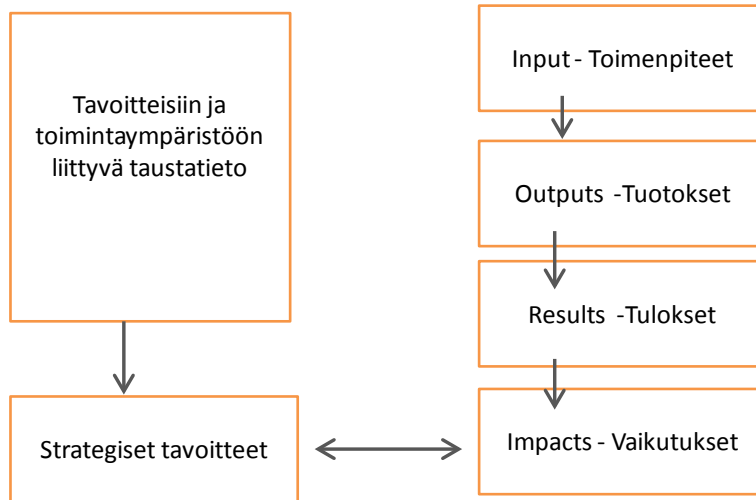 Tavoitteisiin ja
toimintaympäristöön
liittyvä taustatieto
Strategiset tavoitteet
Input - Toimenpiteet
Outputs -Tuotokset
Results -Tulokset
Impacts - Vaikutukset